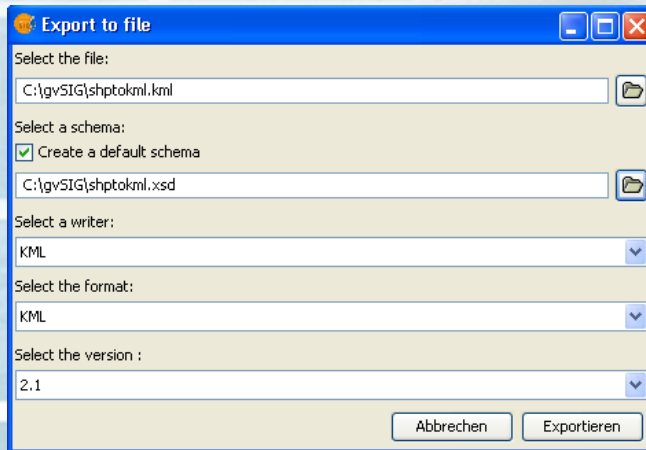 Export to file
Select the file:
C:\gvSIG\shptokml.kml
Select a schema:
Create a default schema
C:\gvSIG\shptokml.xsd
Select a writer:
KML
Select the format:
KML
Select the version :
2.1
Abbrechen Exportieren